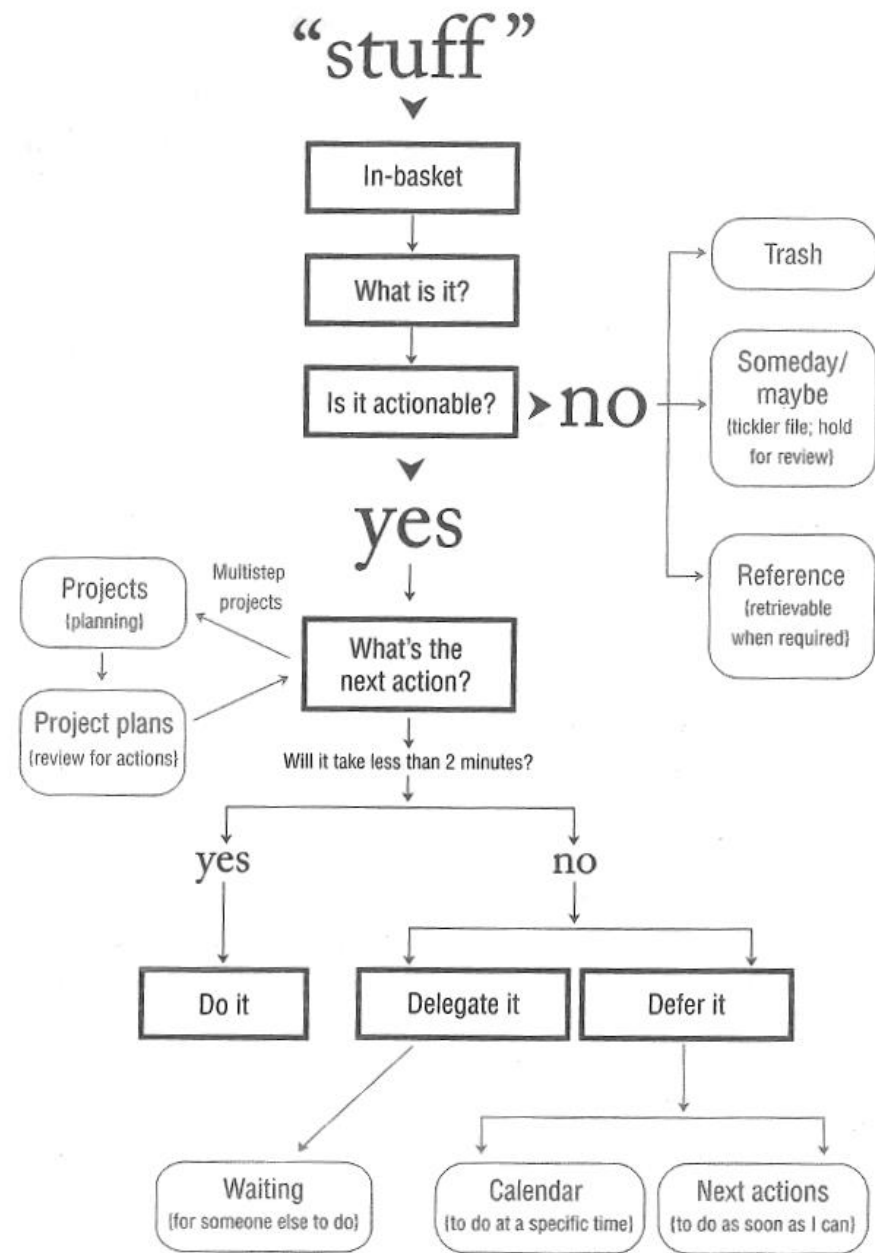 “stuff”
In-basket
What is it?
Is it actionable?
no
Trash
Someday/
maybe
{tickler file; hold
for review}
Reference
{retrievable
when required}
yes
Multistep
projects
Projects
{planning}
Project plans
{review for actions}
What's the
next action?
Will it take less than 2 minutes?
yes
no
Do it
Delegate it
Defer it
Waiting
{for someone else to do}
Calendar
{to do at a specific time}
Next actions
{to do as soon as I can}